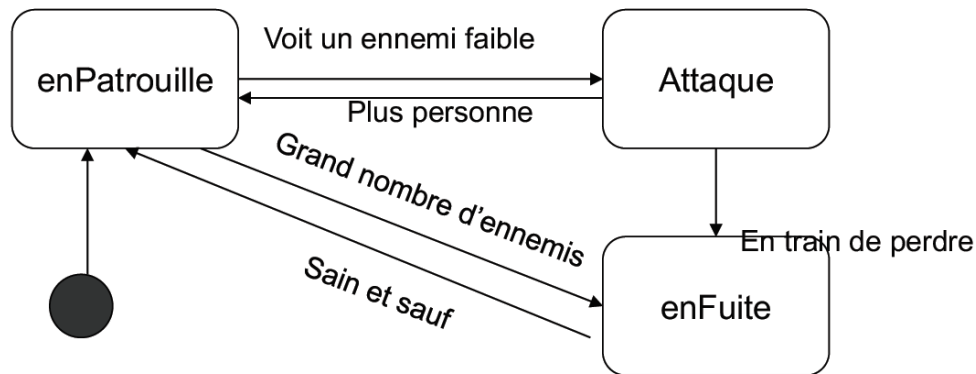 Voit un ennemi faible
enPatrouille
Attaque
Plus personne
Grand nombre d’ennemis
En train de perdre
Sain et sauf
enFuite